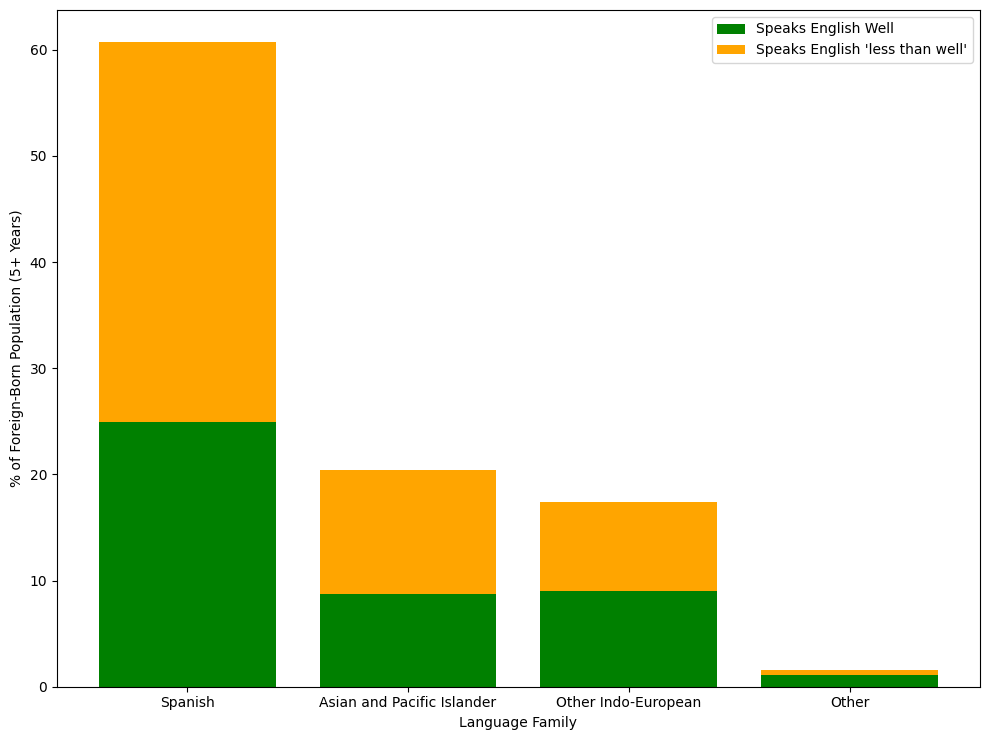 Speaks English Well
Speaks English 'less than well'
% of Foreign-Born Population (5+ Years)
60
50
40
30
20
10
0
Spanish
Asian and Pacific Islander
Other Indo-European
Other
Language Family